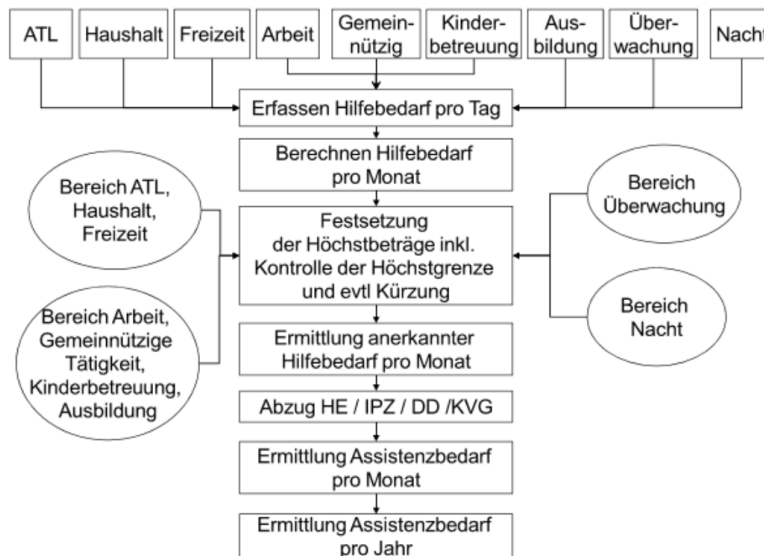 ATL
Haushalt
Freizeit
Arbeit
Gemein-
nützig
Kinder-
betreuung
Aus-
bildung
Über-
wachung
Nacht
Erfassen Hilfebedarf pro Tag
Berechnen Hilfebedarf
pro Monat
Bereich ATL,
Haushalt,
Freizeit
Bereich
Überwachung
Festsetzung
der Höchstbeträge inkl.
Kontrolle der Höchstgrenze
und evtl Kürzung
Bereich Arbeit,
Gemeinnützige
Tätigkeit,
Kinderbetreuung,
Ausbildung
Bereich
Nacht
Ermittlung anerkannter
Hilfebedarf pro Monat
Abzug HE / IPZ / DD /KVG
Ermittlung Assistenzbedarf
pro Monat
Ermittlung Assistenzbedarf
pro Jahr